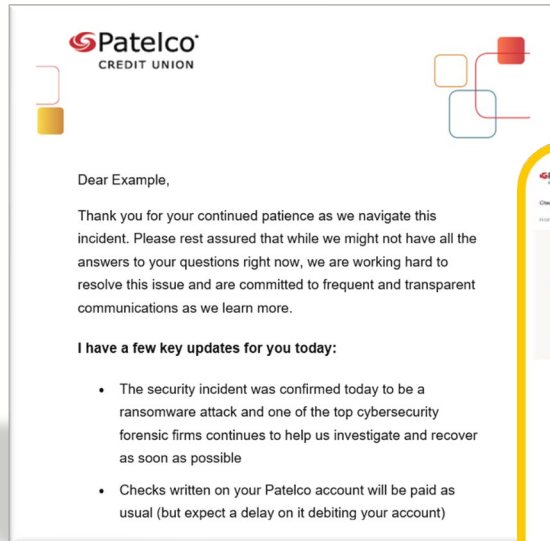 Patelco
CREDIT UNION
Dear Example,
Thank you for your continued patience as we navigate this
incident. Please rest assured that while we might not have all the
answers to your questions right now, we are working hard to
resolve this issue and are committed to frequent and transparent
communications as we learn more.
I have a few key updates for you today:
• The security incident was confirmed today to be a
ransomware attack and one of the top cybersecurity
forensic firms continues to help us investigate and recover
as soon as possible
• Checks written on your Patelco account will be paid as
usual (but expect a delay on it debiting your account)